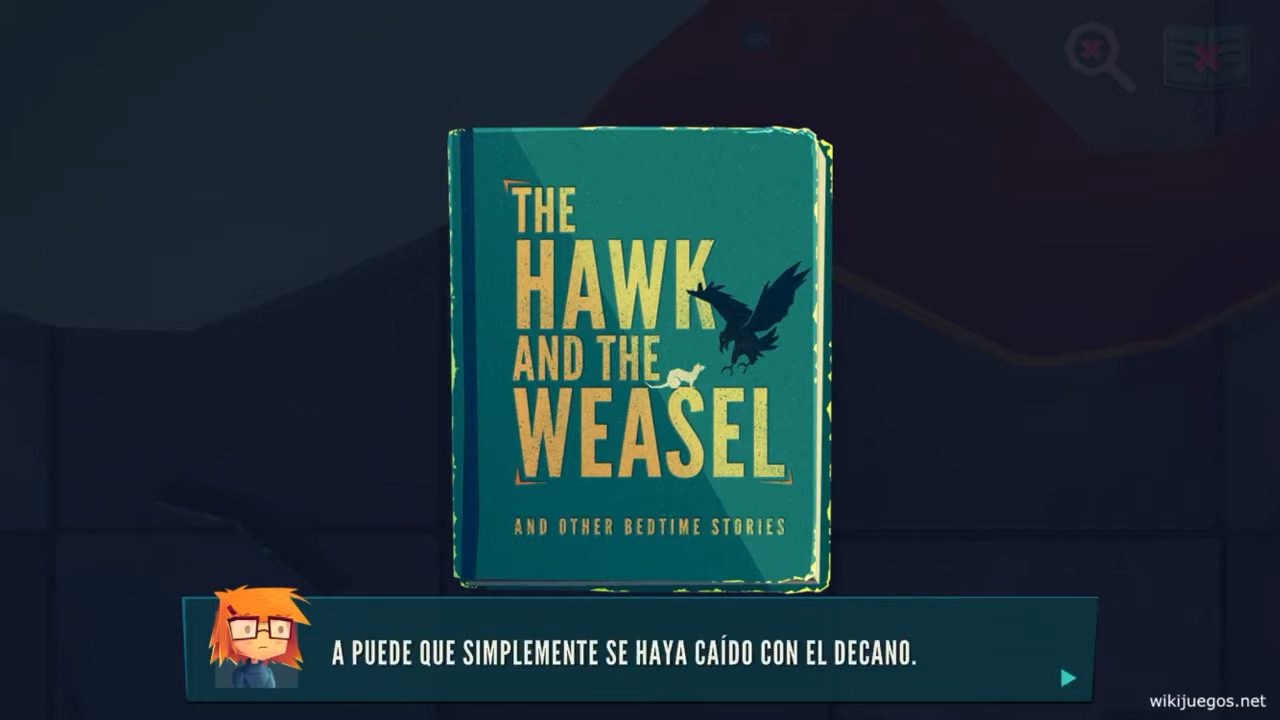 THE
HAWK
AND THE
WEASEL
AND OTHER BEDTIME STORIES
A PUEDE QUE SIMPLEMENTE SE HAYA CAÍDO CON EL DECANO.
wikijuegos.net